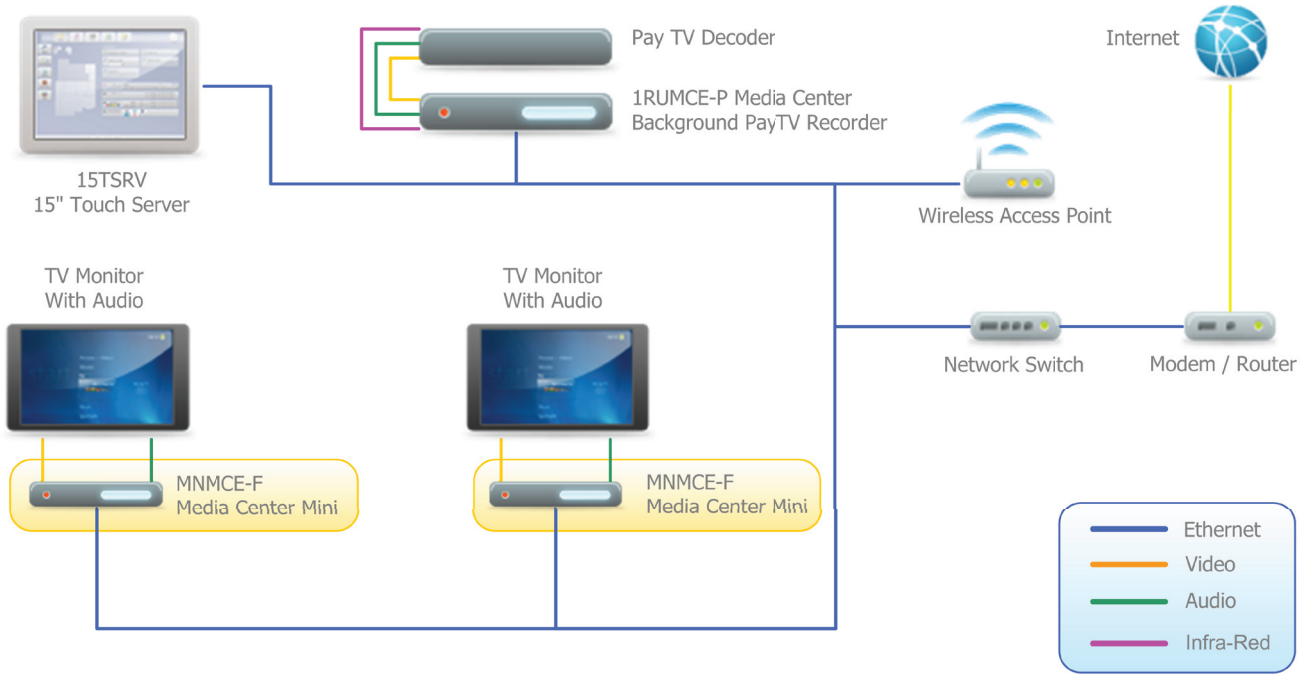 Pay TV Decoder
Internet
1RUMCE-P Media Center
Background PayTV Recorder
15TSRV
15" Touch Server
Wireless Access Point
TV Monitor
With Audio
TV Monitor
With Audio
Network Switch
Modem / Router
MNMCE-F
Media Center Mini
MNMCE-F
Media Center Mini
Ethernet
Video
Audio
Infra-Red